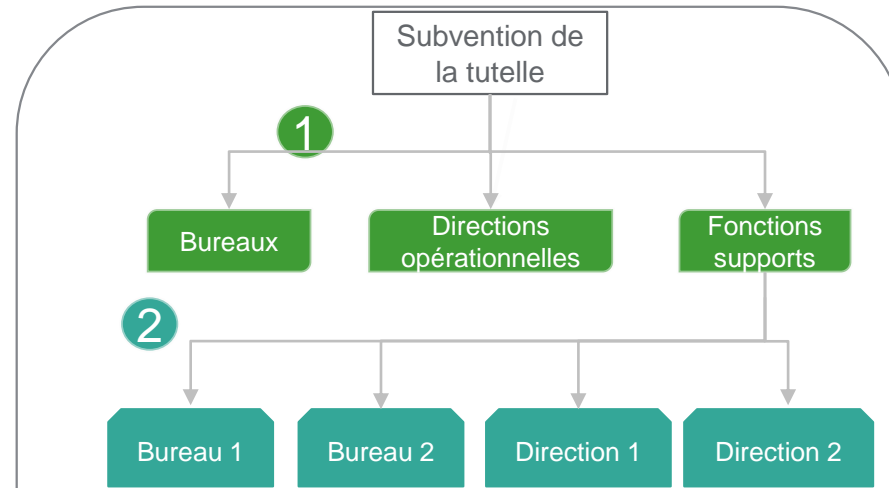 Subvention de
la tutelle
1
Bureaux
Directions
opérationnelles
Fonctions
supports
2
Bureau 1
Bureau 2
Direction 1
Direction 2